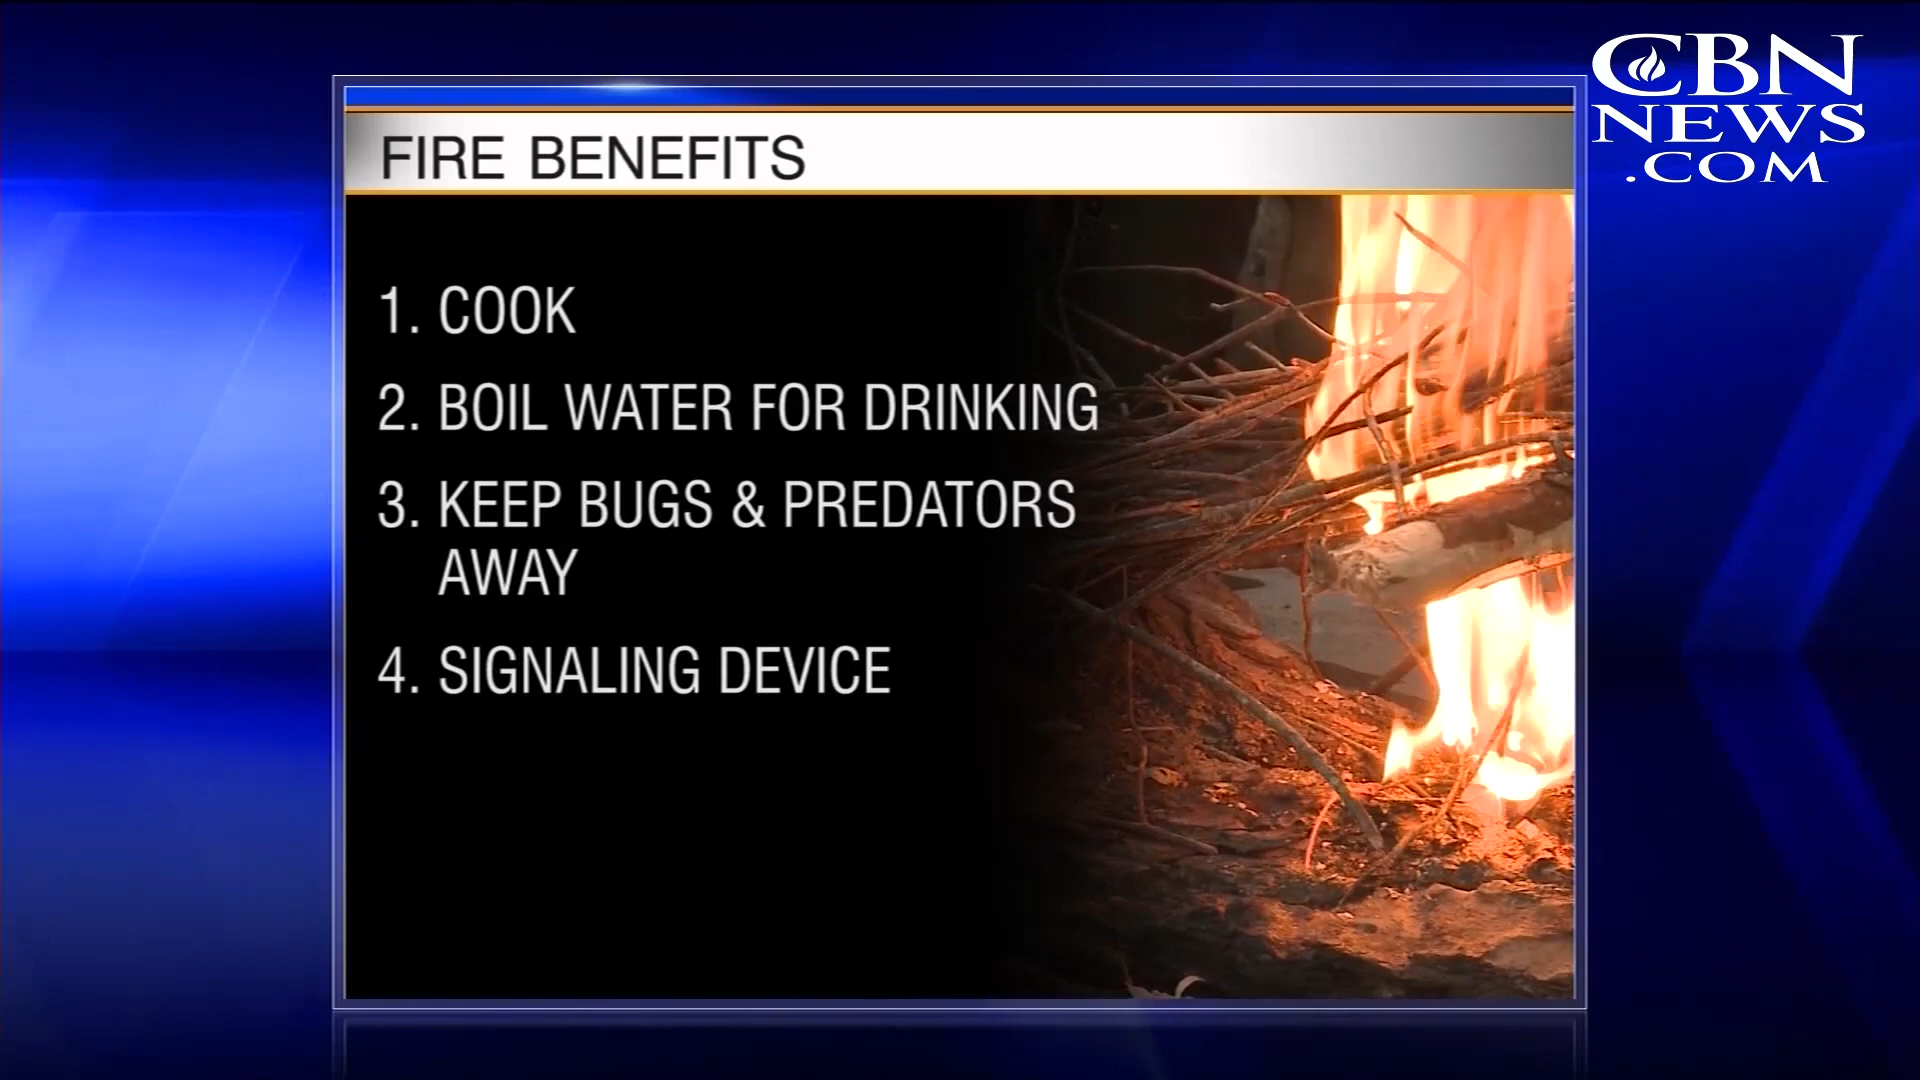 CBN
NEWS
.COM
FIRE BENEFITS
1. COOK
2. BOIL WATER FOR DRINKING
3. KEEP BUGS & PREDATORS
AWAY
4. SIGNALING DEVICE